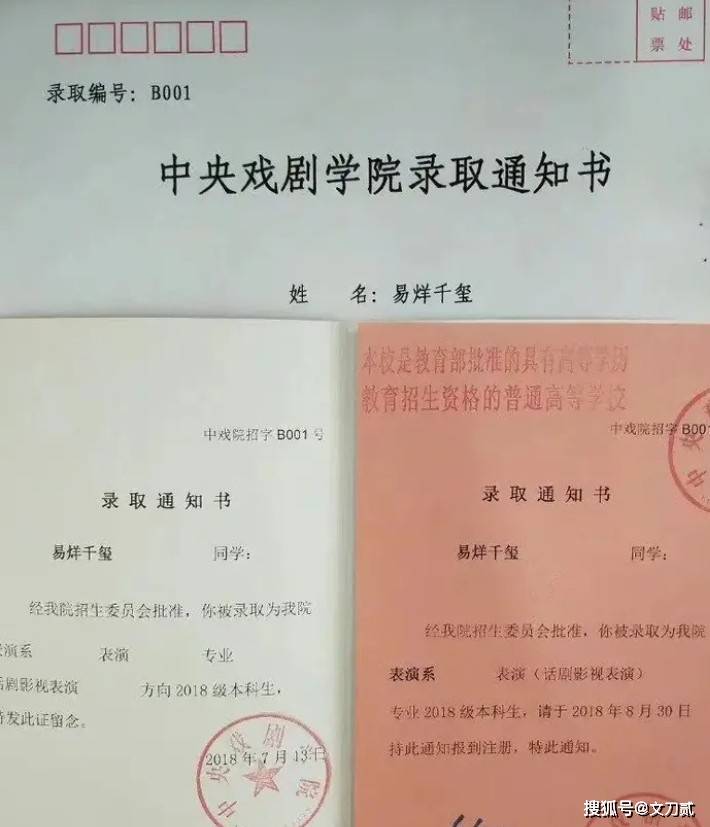 贴 邮
票 处
录取编号：B001
中央戏剧学院录取通知书
姓 名：易烊千玺
中戏院招字 B001 号
录 取 通 知 书
易烊千玺 同学：
经我院招生委员会批准，你被录取为我院
演系 表演 专业
剧影视表演 方向 2018 级本科生，
发此证留念。
2018 年 7 月 13 日
中央戏剧学院
本校是教育部批准的具有高等学历
教育招生资格的普通高等学校
中戏院招字 B001
录 取 通 知 书
易烊千玺 同学：
经我院招生委员会批准，你被录取为我院
表演系 表演（话剧影视表演）
专业 2018 级本科生，请于 2018 年 8 月 30 日
持此通知报到注册，特此通知。
中央
搜狐号@文刀贰